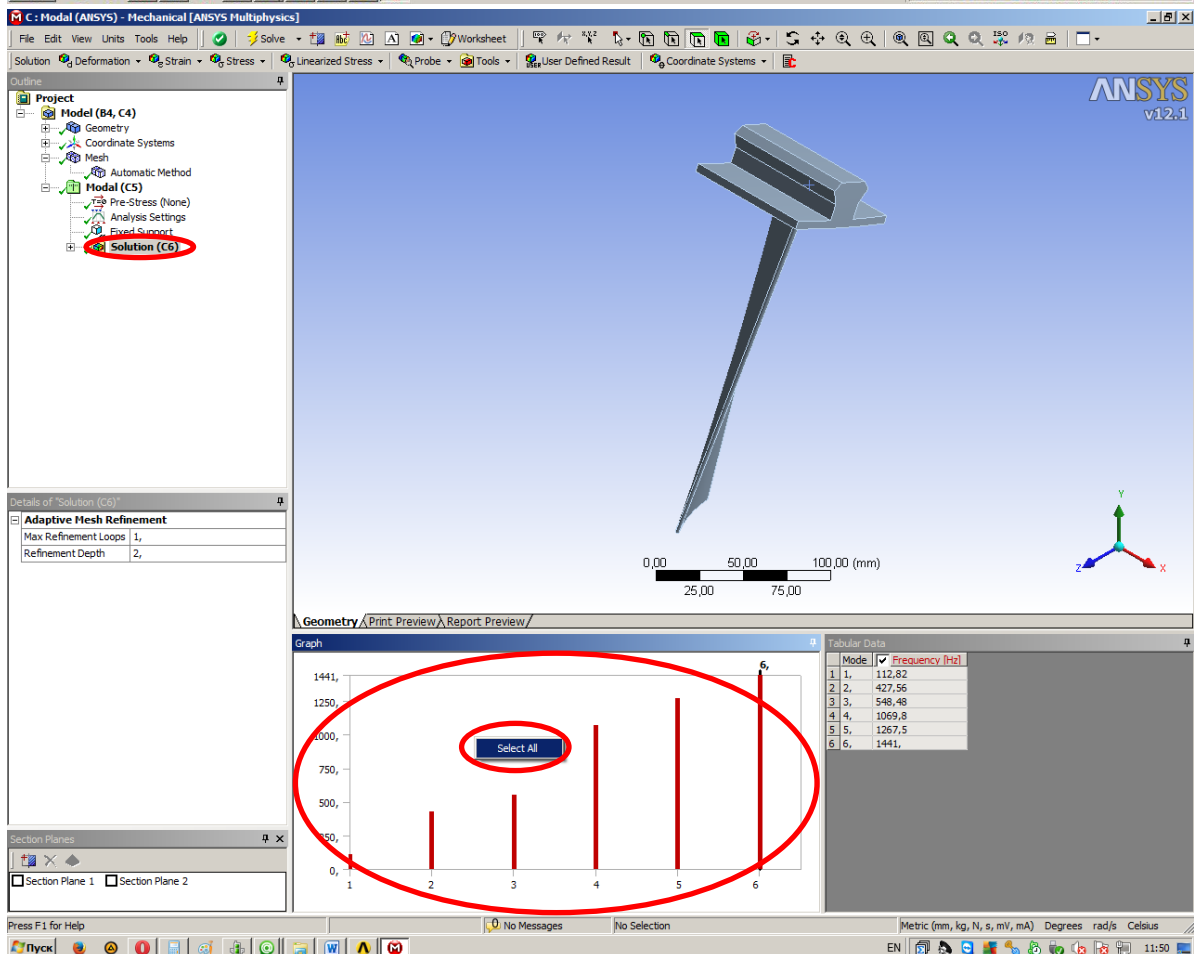 C : Modal (ANSYS) - Mechanical [ANSYS Multiphysics]
File Edit View Units Tools Help Solve Worksheet
Solution Deformation Strain Stress Linearized Stress Probe Tools User Defined Result Coordinate Systems
Outline
Project
Model (B4, C4)
Geometry
Coordinate Systems
Mesh
Automatic Method
Modal (C5)
Pre-Stress (None)
Analysis Settings
Fixed Support
Solution (C6)
ANSYS
v12.1
Y
Z
X
0,00 50,00 100,00 (mm)
25,00 75,00
Details of "Solution (C6)"
Adaptive Mesh Refinement
Max Refinement Loops 1,
Refinement Depth 2,
Geometry Print Preview Report Preview
Graph
6,
1441,
1250,
1000,
750,
500,
250,
0,
1 2 3 4 5 6
Select All
Tabular Data
Mode Frequency [Hz]
1 1, 112,82
2 2, 427,56
3 3, 548,48
4 4, 1069,8
5 5, 1267,5
6 6, 1441,
Section Planes
Section Plane 1 Section Plane 2
Press F1 for Help 0 No Messages No Selection Metric (mm, kg, N, s, mV, mA) Degrees rad/s Celsius
Пуск EN 11:50